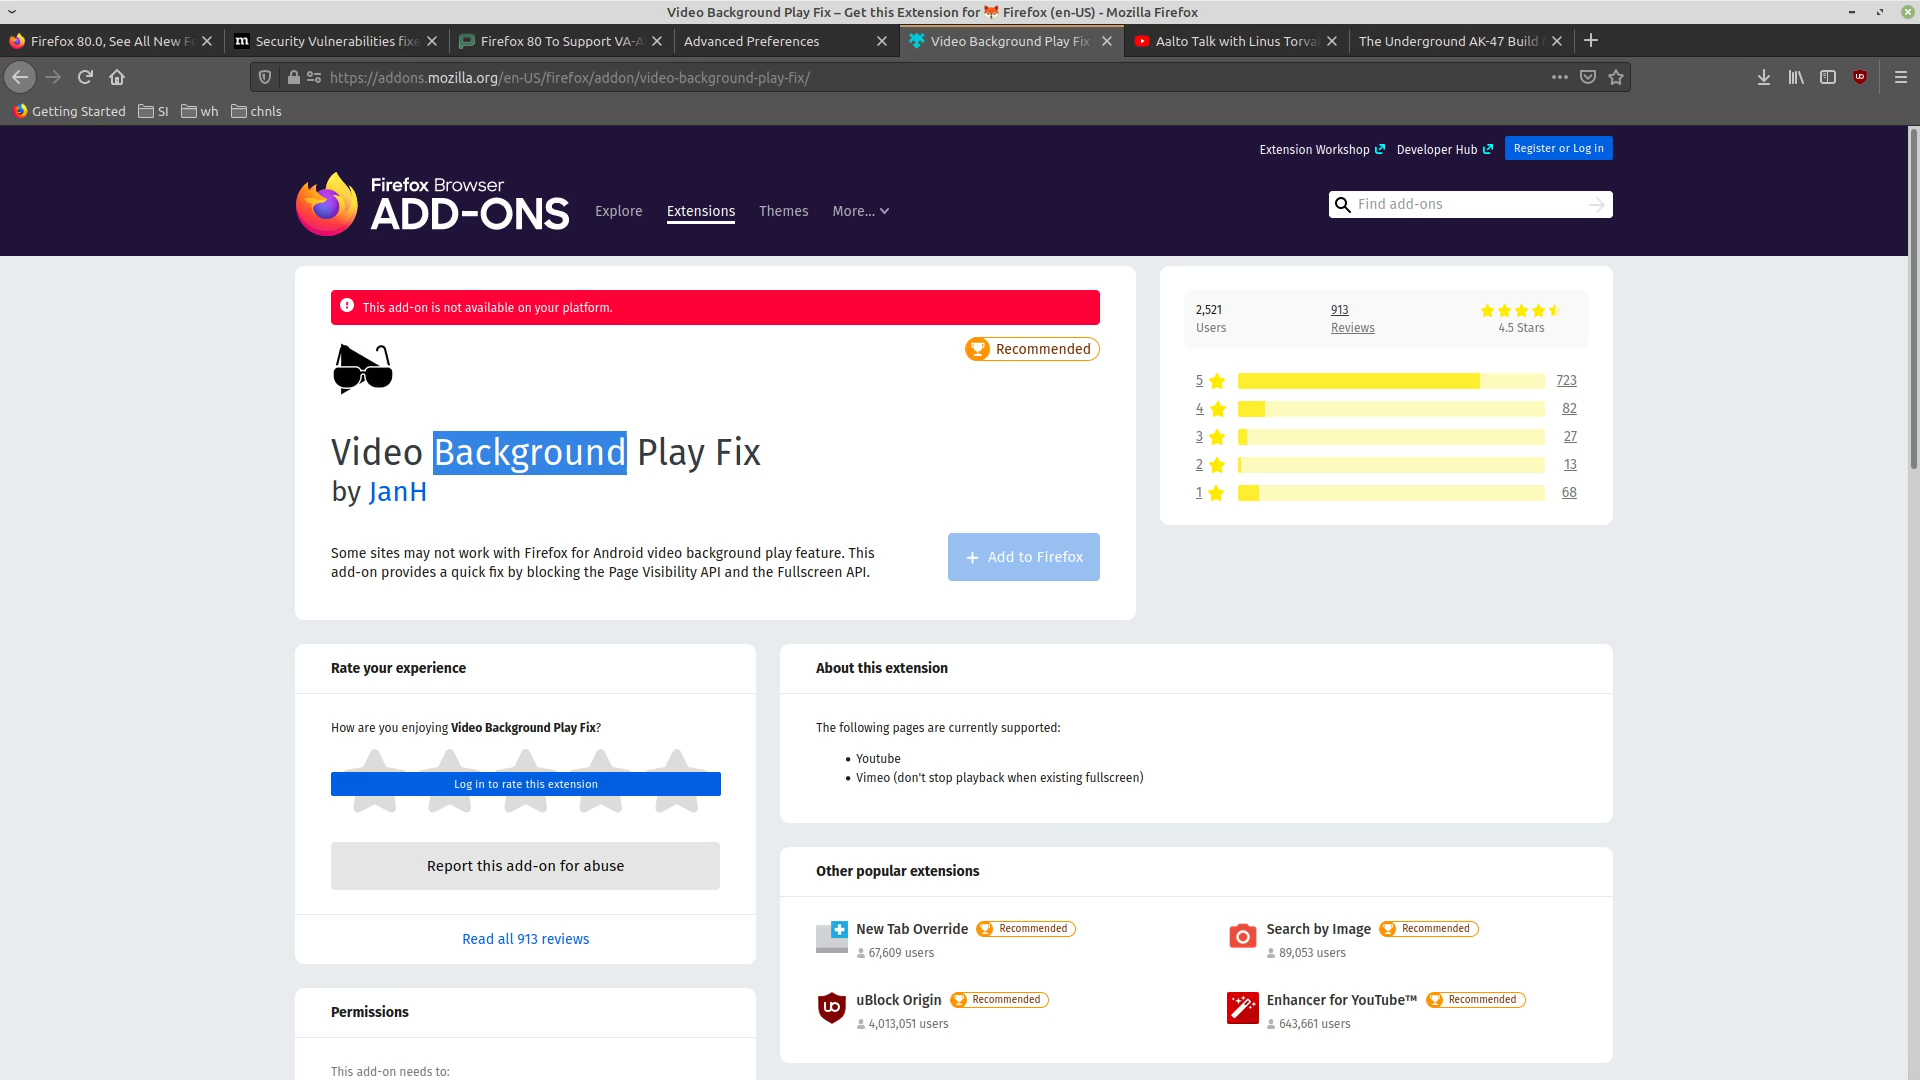 Video Background Play Fix – Get this Extension for 🦊 Firefox (en-US) - Mozilla Firefox
Firefox 80.0, See All New Fe
Security Vulnerabilities fixe
Firefox 80 To Support VA-A
Advanced Preferences
Video Background Play Fix
Aalto Talk with Linus Torva
The Underground AK-47 Build
https://addons.mozilla.org/en-US/firefox/addon/video-background-play-fix/
Getting Started
SI
wh
chnls
Extension Workshop
Developer Hub
Register or Log in
Firefox Browser
ADD-ONS
Explore
Extensions
Themes
More...
Find add-ons
This add-on is not available on your platform.
Recommended
Video Background Play Fix
by JanH
Some sites may not work with Firefox for Android video background play feature. This
add-on provides a quick fix by blocking the Page Visibility API and the Fullscreen API.
+ Add to Firefox
2,521
Users
913
Reviews
4.5 Stars
5 723
4 82
3 27
2 13
1 68
Rate your experience
How are you enjoying Video Background Play Fix?
Log in to rate this extension
Report this add-on for abuse
Read all 913 reviews
Permissions
This add-on needs to:
About this extension
The following pages are currently supported:
• Youtube
• Vimeo (don't stop playback when existing fullscreen)
Other popular extensions
New Tab Override Recommended
67,609 users
Search by Image Recommended
89,053 users
uBlock Origin Recommended
4,013,051 users
Enhancer for YouTube™ Recommended
643,661 users